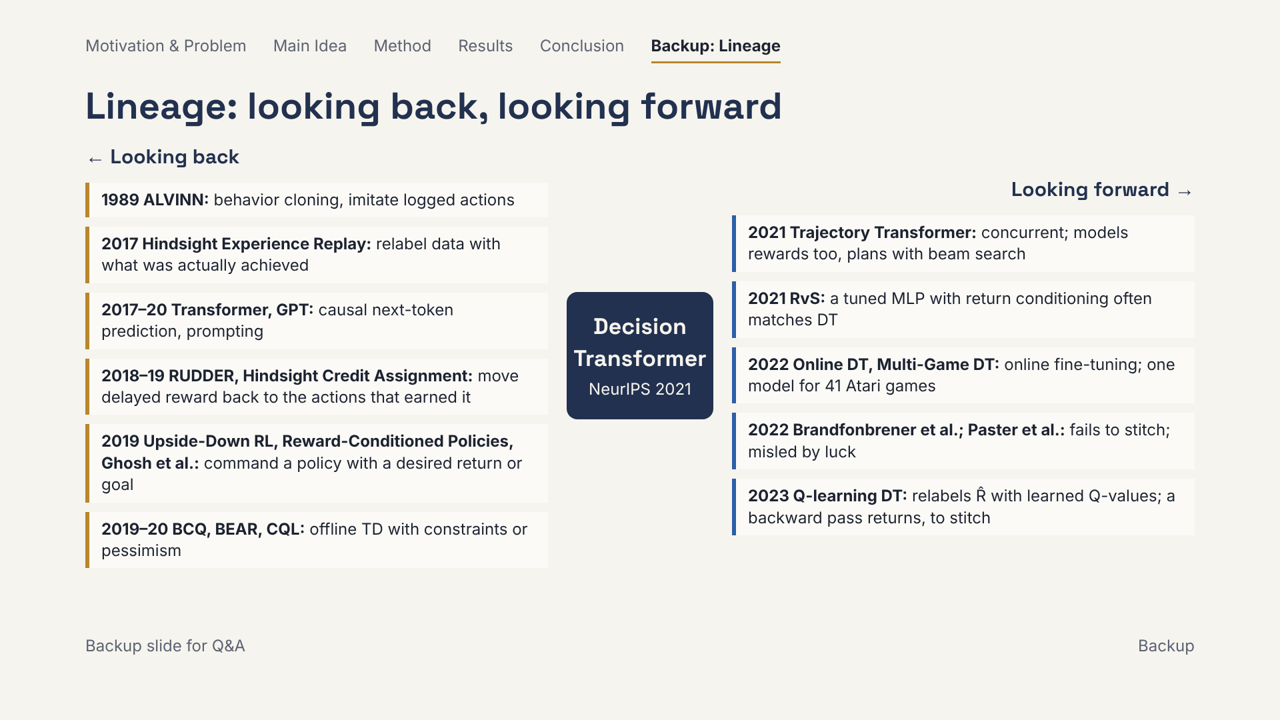 Motivation & Problem Main Idea Method Results Conclusion Backup: Lineage
Lineage: looking back, looking forward
← Looking back
1989 ALVINN: behavior cloning, imitate logged actions
2017 Hindsight Experience Replay: relabel data with
what was actually achieved
2017–20 Transformer, GPT: causal next-token
prediction, prompting
2018–19 RUDDER, Hindsight Credit Assignment: move
delayed reward back to the actions that earned it
2019 Upside-Down RL, Reward-Conditioned Policies,
Ghosh et al.: command a policy with a desired return or
goal
2019–20 BCQ, BEAR, CQL: offline TD with constraints or
pessimism
Decision
Transformer
NeurIPS 2021
Looking forward →
2021 Trajectory Transformer: concurrent; models
rewards too, plans with beam search
2021 RvS: a tuned MLP with return conditioning often
matches DT
2022 Online DT, Multi-Game DT: online fine-tuning; one
model for 41 Atari games
2022 Brandfonbrener et al.; Paster et al.: fails to stitch;
misled by luck
2023 Q-learning DT: relabels R̂ with learned Q-values; a
backward pass returns, to stitch
Backup slide for Q&A
Backup